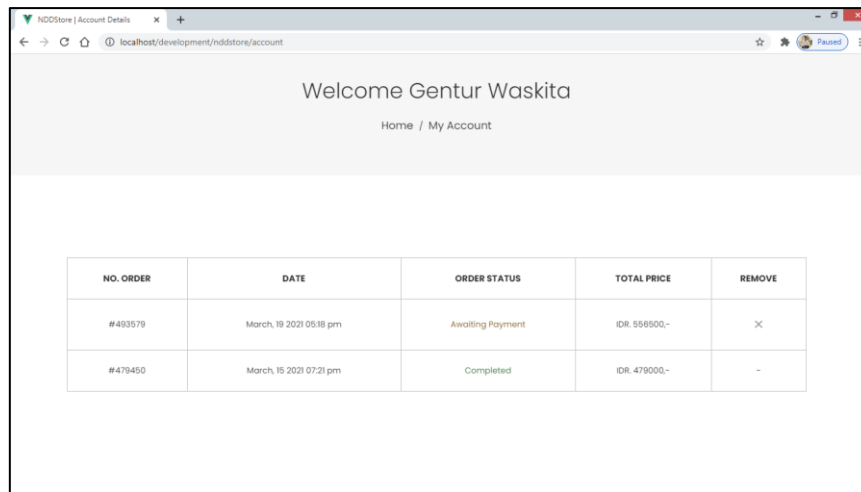 NDDStore | Account Details
localhost/development/nddstore/account
Paused
Welcome Gentur Waskita
Home / My Account
NO. ORDER DATE ORDER STATUS TOTAL PRICE REMOVE
#493579 March, 19 2021 05:18 pm Awaiting Payment IDR. 556500,- ×
#479450 March, 15 2021 07:21 pm Completed IDR. 479000,- -